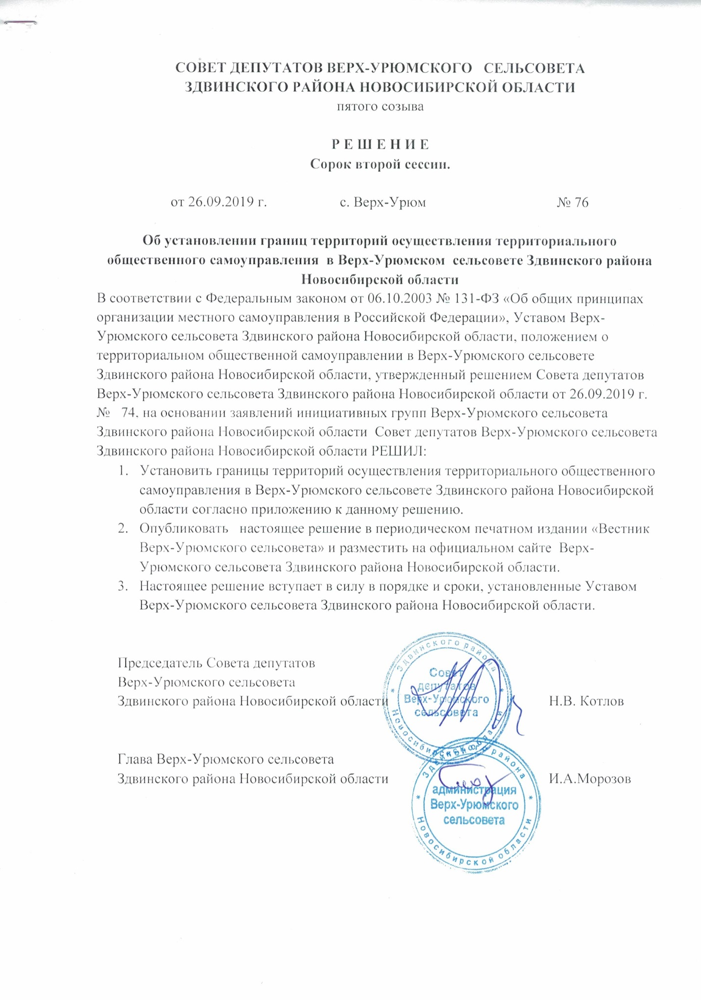 СОВЕТ ДЕПУТАТОВ ВЕРХ-УРЮМСКОГО СЕЛЬСОВЕТА
ЗДВИНСКОГО РАЙОНА НОВОСИБИРСКОЙ ОБЛАСТИ
пятого созыва
Р Е Ш Е Н И Е
Сорок второй сессии.
от 26.09.2019 г. с. Верх-Урюм № 76
Об установлении границ территорий осуществления территориального
общественного самоуправления в Верх-Урюмском сельсовете Здвинского района
Новосибирской области
В соответствии с Федеральным законом от 06.10.2003 № 131-ФЗ «Об общих принципах
организации местного самоуправления в Российской Федерации», Уставом Верх-
Урюмского сельсовета Здвинского района Новосибирской области, положением о
территориальном общественной самоуправлении в Верх-Урюмского сельсовете
Здвинского района Новосибирской области, утвержденный решением Совета депутатов
Верх-Урюмского сельсовета Здвинского района Новосибирской области от 26.09.2019 г.
№ 74, на основании заявлений инициативных групп Верх-Урюмского сельсовета
Здвинского района Новосибирской области Совет депутатов Верх-Урюмского сельсовета
Здвинского района Новосибирской области РЕШИЛ:
1. Установить границы территорий осуществления территориального общественного
самоуправления в Верх-Урюмского сельсовете Здвинского района Новосибирской
области согласно приложению к данному решению.
2. Опубликовать настоящее решение в периодическом печатном издании «Вестник
Верх-Урюмского сельсовета» и разместить на официальном сайте Верх-
Урюмского сельсовета Здвинского района Новосибирской области.
3. Настоящее решение вступает в силу в порядке и сроки, установленные Уставом
Верх-Урюмского сельсовета Здвинского района Новосибирской области.
Председатель Совета депутатов
Верх-Урюмского сельсовета
Здвинского района Новосибирской области Н.В. Котлов
Здвинского района
Новосибирской области
Совет
депутатов
Верх-Урюмского
сельсовета
Глава Верх-Урюмского сельсовета
Здвинского района Новосибирской области И.А.Морозов
Здвинского района
Новосибирской области
администрация
Верх-Урюмского
сельсовета